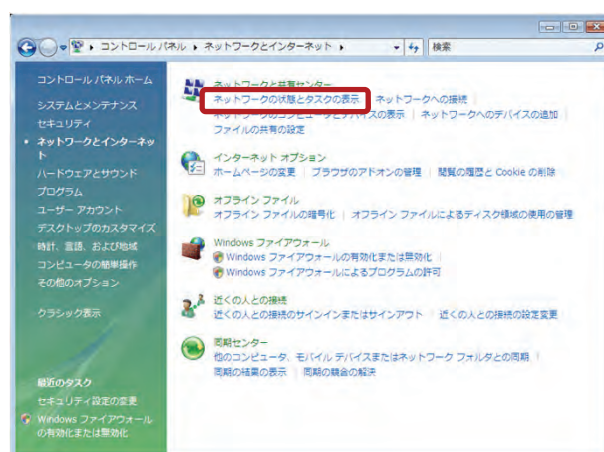 コントロール パネル ▸ ネットワークとインターネット ▸
検索
コントロール パネル ホーム
システムとメンテナンス
セキュリティ
ネットワークとインターネッ
ト
ハードウェアとサウンド
プログラム
ユーザー アカウント
デスクトップのカスタマイズ
時計、言語、および地域
コンピュータの簡単操作
その他のオプション
クラシック表示
最近のタスク
セキュリティ設定の変更
Windows ファイアウォール
の有効化または無効化
ネットワークと共有センター
ネットワークの状態とタスクの表示 ネットワークへの接続
ネットワークのコンピュータとデバイスの表示 ネットワークへのデバイスの追加
ファイルの共有の設定
インターネット オプション
ホームページの変更 ブラウザのアドオンの管理 閲覧の履歴と Cookie の削除
オフライン ファイル
オフライン ファイルの暗号化 オフライン ファイルによるディスク領域の使用の管理
Windows ファイアウォール
Windows ファイアウォールの有効化または無効化
Windows ファイアウォールによるプログラムの許可
近くの人との接続
近くの人との接続のサインインまたはサインアウト 近くの人との接続の設定変更
同期センター
他のコンピュータ、モバイル デバイスまたはネットワーク フォルダとの同期
同期の結果の表示 同期の競合の解決